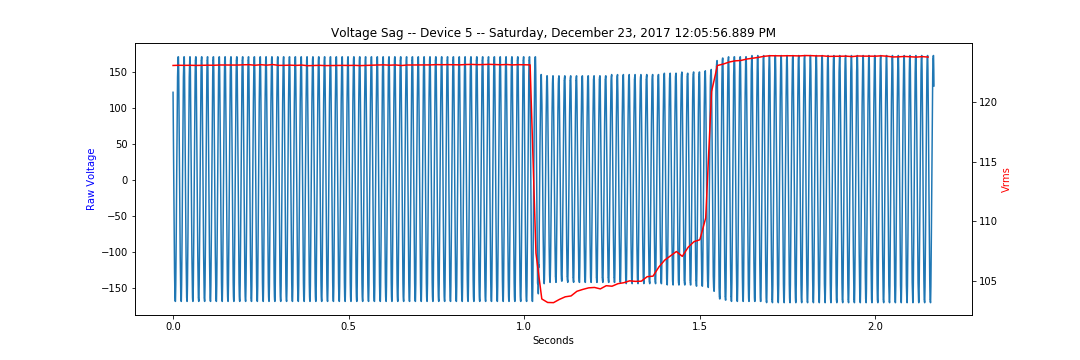 Voltage Sag -- Device 5 -- Saturday, December 23, 2017 12:05:56.889 PM
150
100
50
0
−50
−100
−150
Raw Voltage
120
115
110
105
Vrms
0.0 0.5 1.0 1.5 2.0
Seconds